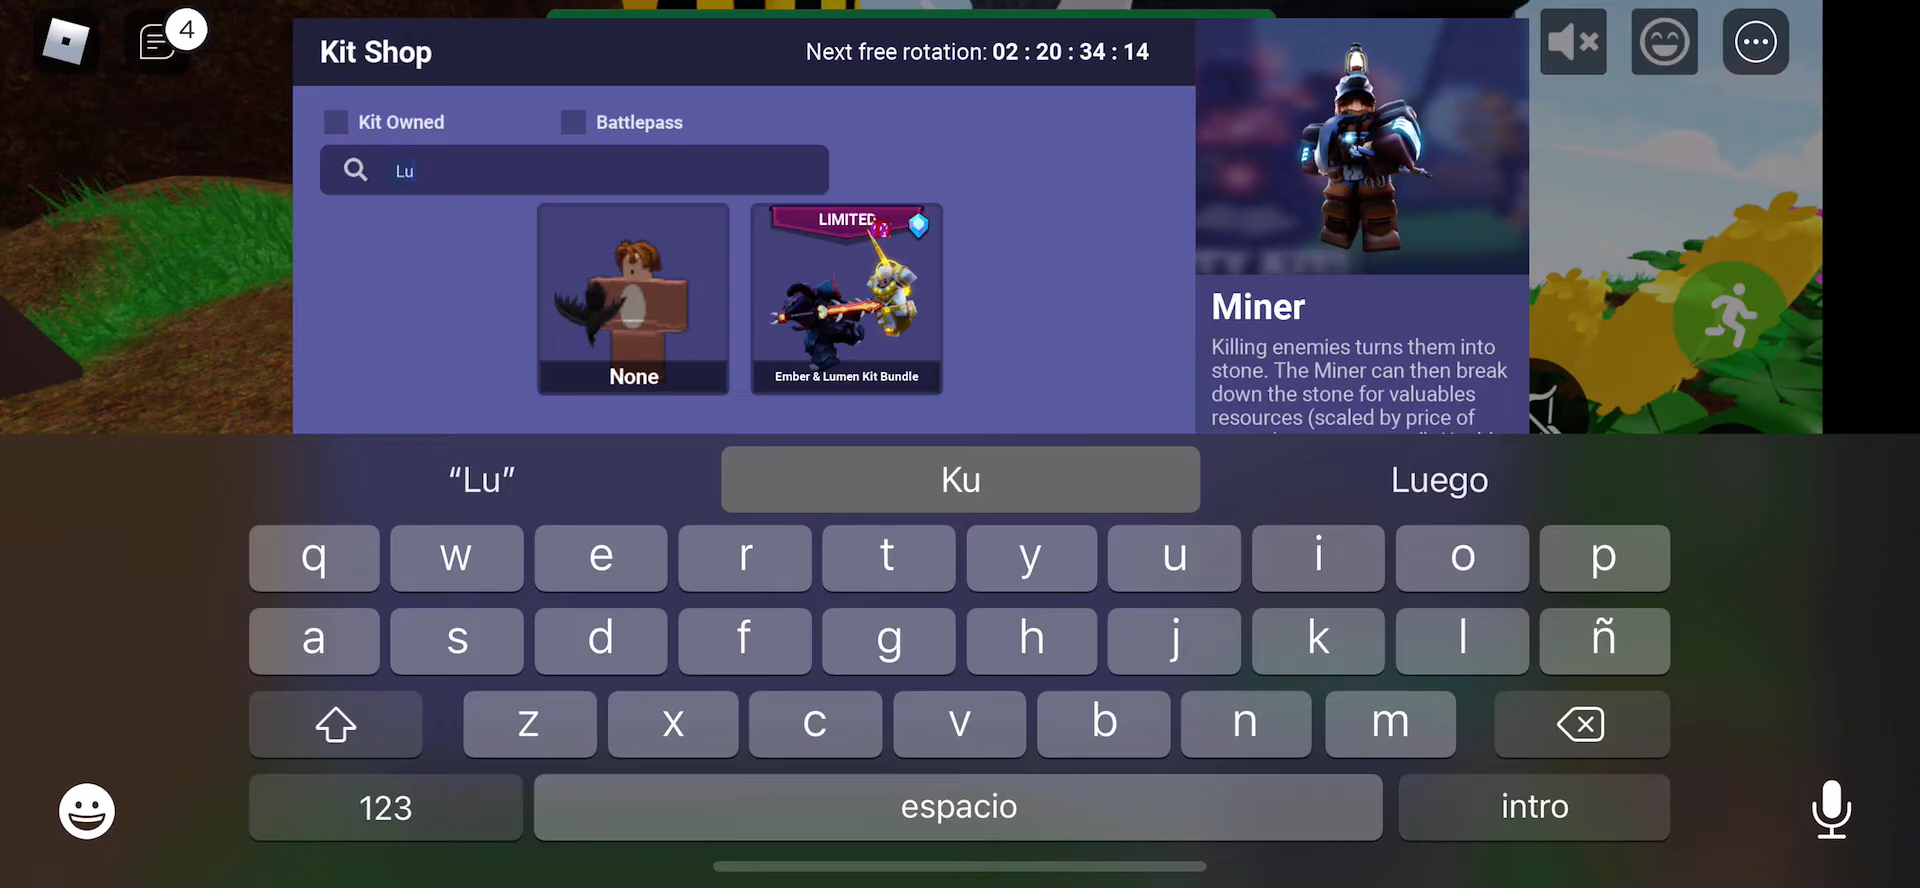 4
Kit Shop
Next free rotation: 02 : 20 : 34 : 14
Kit Owned
Battlepass
Lu
LIMITED
None
Ember & Lumen Kit Bundle
Miner
Killing enemies turns them into
stone. The Miner can then break
down the stone for valuables
resources (scaled by price of
“Lu”
Ku
Luego
q w e r t y u i o p
a s d f g h j k l ñ
z x c v b n m
123
espacio
intro